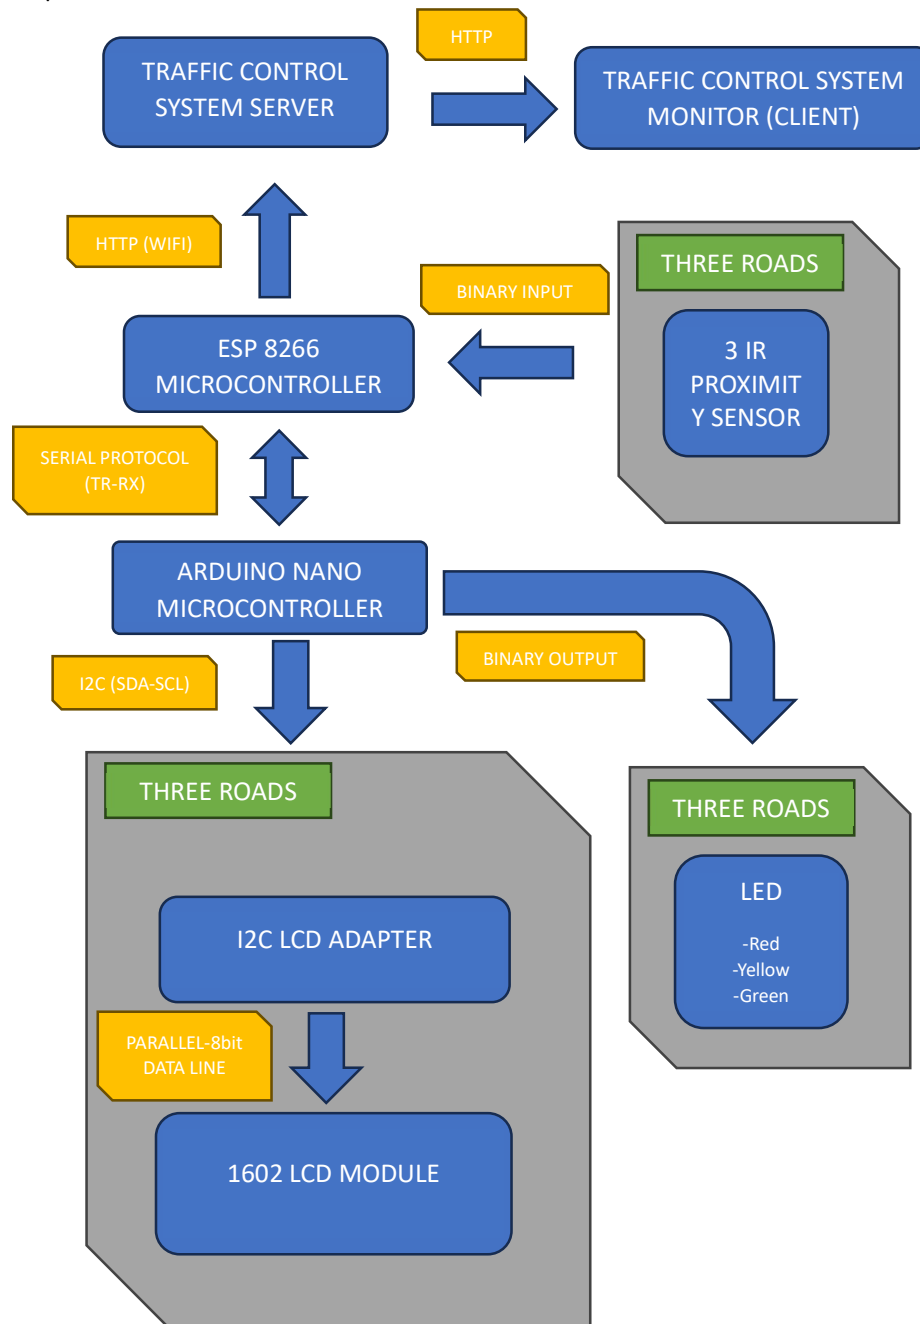 HTTP
TRAFFIC CONTROL
SYSTEM SERVER
TRAFFIC CONTROL SYSTEM
MONITOR (CLIENT)
HTTP (WIFI)
THREE ROADS
BINARY INPUT
ESP 8266
MICROCONTROLLER
3 IR
PROXIMIT
Y SENSOR
SERIAL PROTOCOL
(TR-RX)
ARDUINO NANO
MICROCONTROLLER
BINARY OUTPUT
I2C (SDA-SCL)
THREE ROADS
THREE ROADS
LED
-Red
-Yellow
-Green
I2C LCD ADAPTER
PARALLEL-8bit
DATA LINE
1602 LCD MODULE